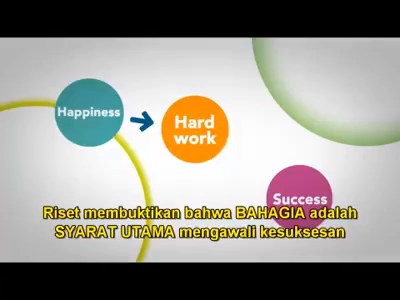 Happiness
Hard
work
Success
Riset membuktikan bahwa BAHAGIA adalah
SYARAT UTAMA mengawali kesuksesan